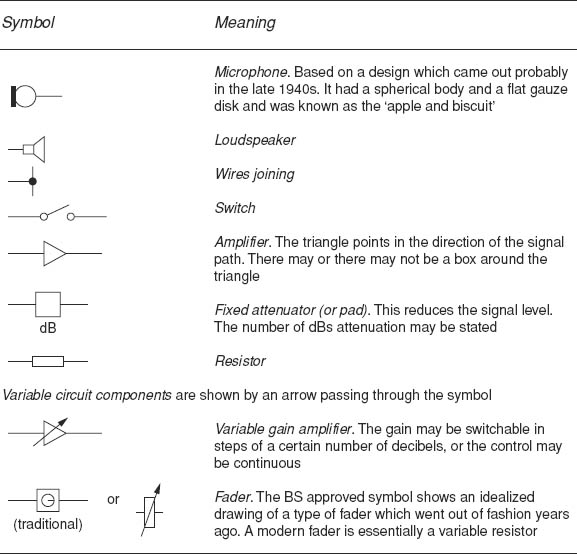 Symbol Meaning
Microphone. Based on a design which came out probably
in the late 1940s. It had a spherical body and a flat gauze
disk and was known as the ‘apple and biscuit’
Loudspeaker
Wires joining
Switch
Amplifier. The triangle points in the direction of the signal
path. There may or there may not be a box around the
triangle
Fixed attenuator (or pad). This reduces the signal level.
dB The number of dBs attenuation may be stated
Resistor
Variable circuit components are shown by an arrow passing through the symbol
Variable gain amplifier. The gain may be switchable in
steps of a certain number of decibels, or the control may
be continuous
or Fader. The BS approved symbol shows an idealized
(traditional) drawing of a type of fader which went out of fashion years
ago. A modern fader is essentially a variable resistor